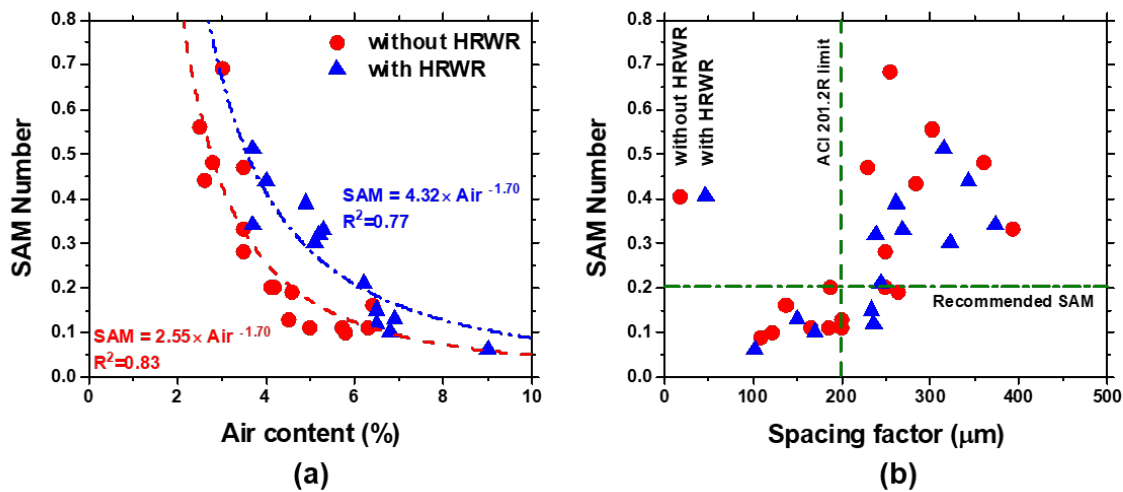 without HRWR
with HRWR
SAM = 4.32× Air -1.70
R2=0.77
SAM = 2.55× Air -1.70
R2=0.83
SAM Number
0.8
0.7
0.6
0.5
0.4
0.3
0.2
0.1
0.0
0
2
4
6
8
10
Air content (%)
(a)
without HRWR
with HRWR
ACI 201.2R limit
Recommended SAM
SAM Number
0.8
0.7
0.6
0.5
0.4
0.3
0.2
0.1
0.0
0
100
200
300
400
500
Spacing factor (μm)
(b)